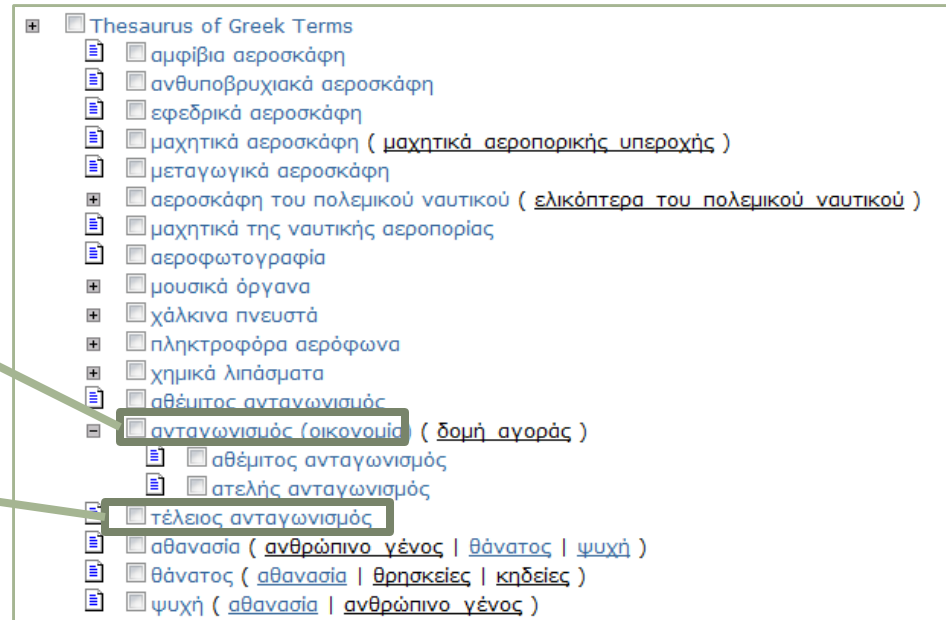 Thesaurus of Greek Terms
αμφίβια αεροσκάφη
ανθυποβρυχιακά αεροσκάφη
εφεδρικά αεροσκάφη
μαχητικά αεροσκάφη ( μαχητικά αεροπορικής υπεροχής )
μεταγωγικά αεροσκάφη
αεροσκάφη του πολεμικού ναυτικού ( ελικόπτερα του πολεμικού ναυτικού )
μαχητικά της ναυτικής αεροπορίας
αεροφωτογραφία
μουσικά όργανα
χάλκινα πνευστά
πληκτροφόρα αερόφωνα
χημικά λιπάσματα
αθέμιτος ανταγωνισμός
ανταγωνισμός (οικονομία) ( δομή αγοράς )
αθέμιτος ανταγωνισμός
ατελής ανταγωνισμός
τέλειος ανταγωνισμός
αθανασία ( ανθρώπινο γένος | θάνατος | ψυχή )
θάνατος ( αθανασία | θρησκείες | κηδείες )
ψυχή ( αθανασία | ανθρώπινο γένος )